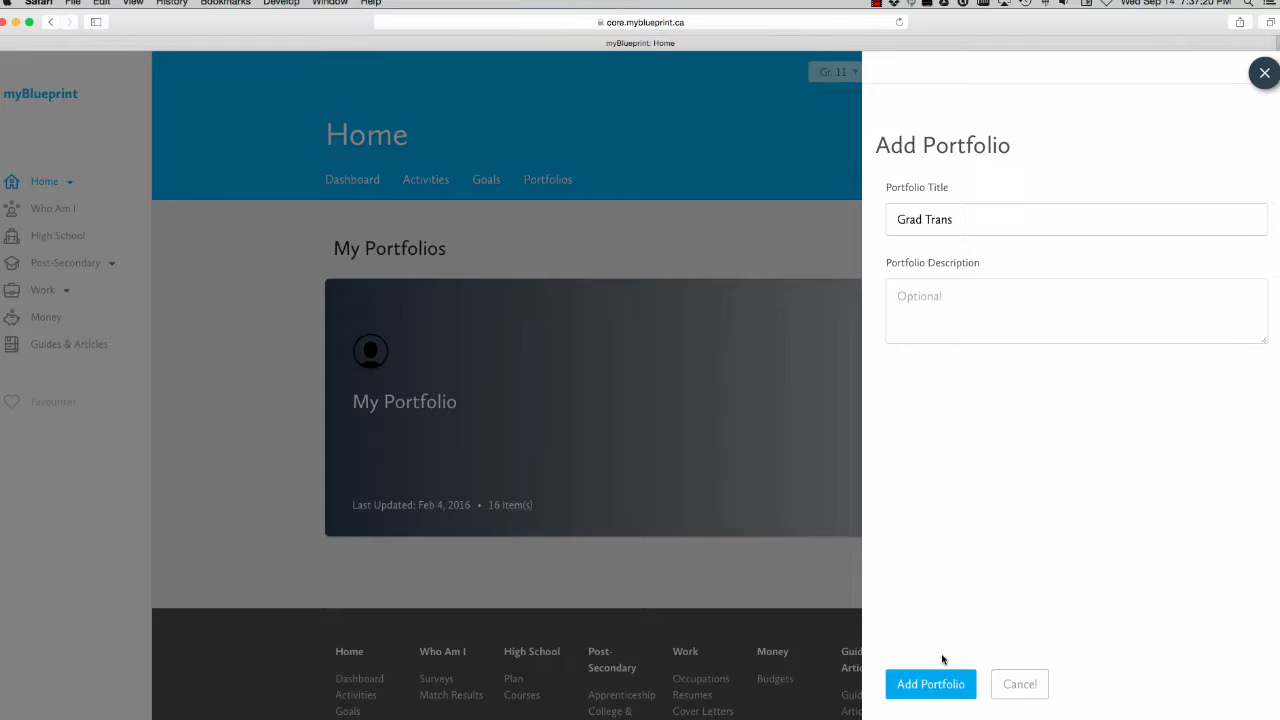 Safari File Edit View History Bookmarks Develop Window Help Wed Sep 14 7:37:20 PM
core.myblueprint.ca
myBlueprint: Home
myBlueprint
Home
Who Am I
High School
Post-Secondary
Work
Money
Guides & Articles
Favourites
Gr. 11
Home
Dashboard Activities Goals Portfolios
My Portfolios
My Portfolio
Last Updated: Feb 4, 2016 • 16 item(s)
Home
Dashboard
Activities
Goals
Who Am I
Surveys
Match Results
High School
Plan
Courses
Post-
Secondary
Apprenticeship
College &
Work
Occupations
Resumes
Cover Letters
Money
Budgets
Add Portfolio
Portfolio Title
Grad Trans
Portfolio Description
Optional
Add Portfolio Cancel